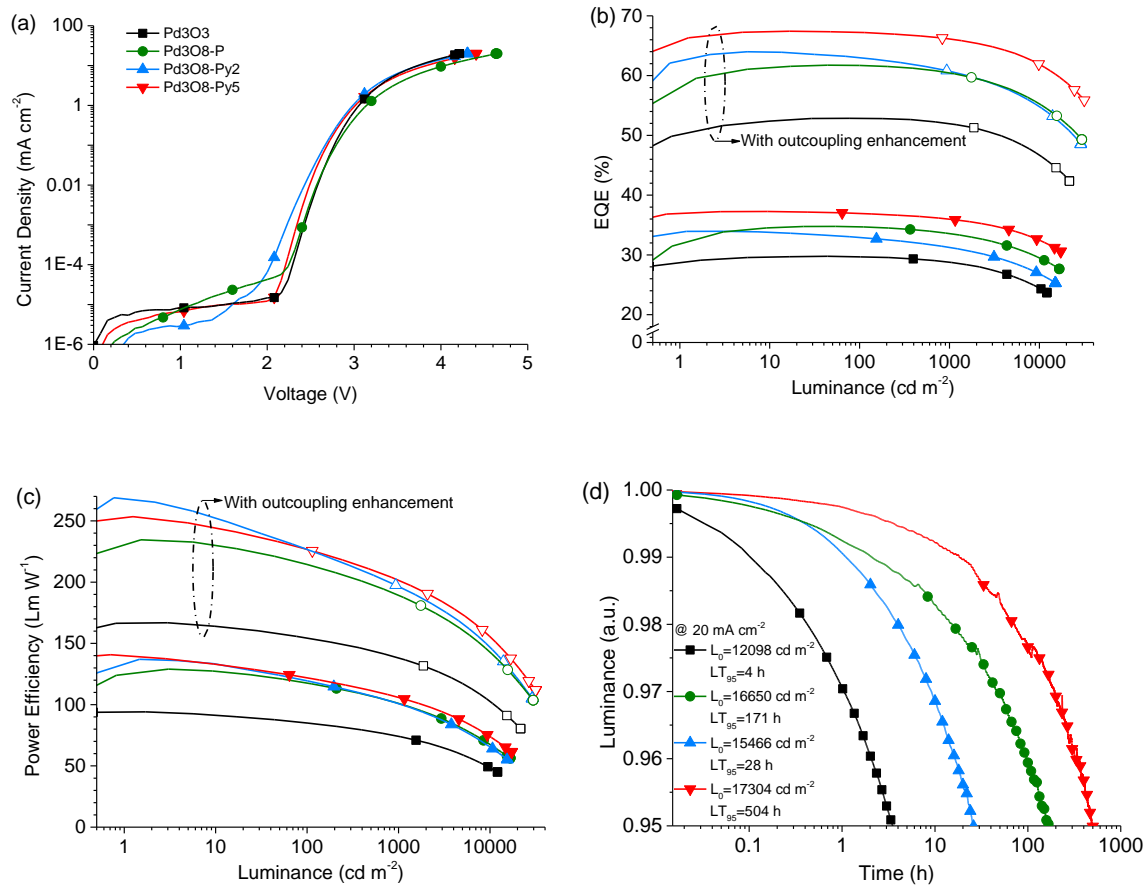 (a)
Current Density (mA cm⁻²)
10
1
0.01
1E-4
1E-6
Pd3O3
Pd3O8-P
Pd3O8-Py2
Pd3O8-Py5
0 1 2 3 4 5
Voltage (V)
(b)
EQE (%)
70
60
50
40
30
20
0
With outcoupling enhancement
1 10 100 1000 10000
Luminance (cd m⁻²)
(c)
Power Efficiency (Lm W⁻¹)
250
200
150
100
50
0
With outcoupling enhancement
1 10 100 1000 10000
Luminance (cd m⁻²)
(d)
Luminance (a.u.)
1.00
0.99
0.98
0.97
0.96
0.95
@ 20 mA cm⁻²
L₀=12098 cd m⁻²
LT₉₅=4 h
L₀=16650 cd m⁻²
LT₉₅=171 h
L₀=15466 cd m⁻²
LT₉₅=28 h
L₀=17304 cd m⁻²
LT₉₅=504 h
0.1 1 10 100 1000
Time (h)